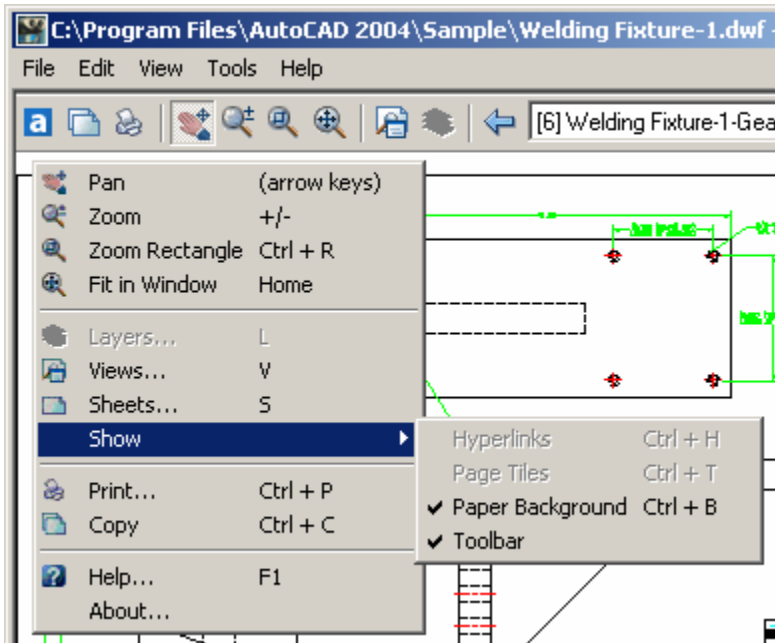 C:\Program Files\AutoCAD 2004\Sample\Welding Fixture-1.dwf -
File Edit View Tools Help
a [6] Welding Fixture-1-Gea
Pan (arrow keys)
Zoom +/-
Zoom Rectangle Ctrl + R
Fit in Window Home
Layers... L
Views... V
Sheets... S
Show
Hyperlinks Ctrl + H
Page Tiles Ctrl + T
Paper Background Ctrl + B
Toolbar
Print... Ctrl + P
Copy Ctrl + C
Help... F1
About...